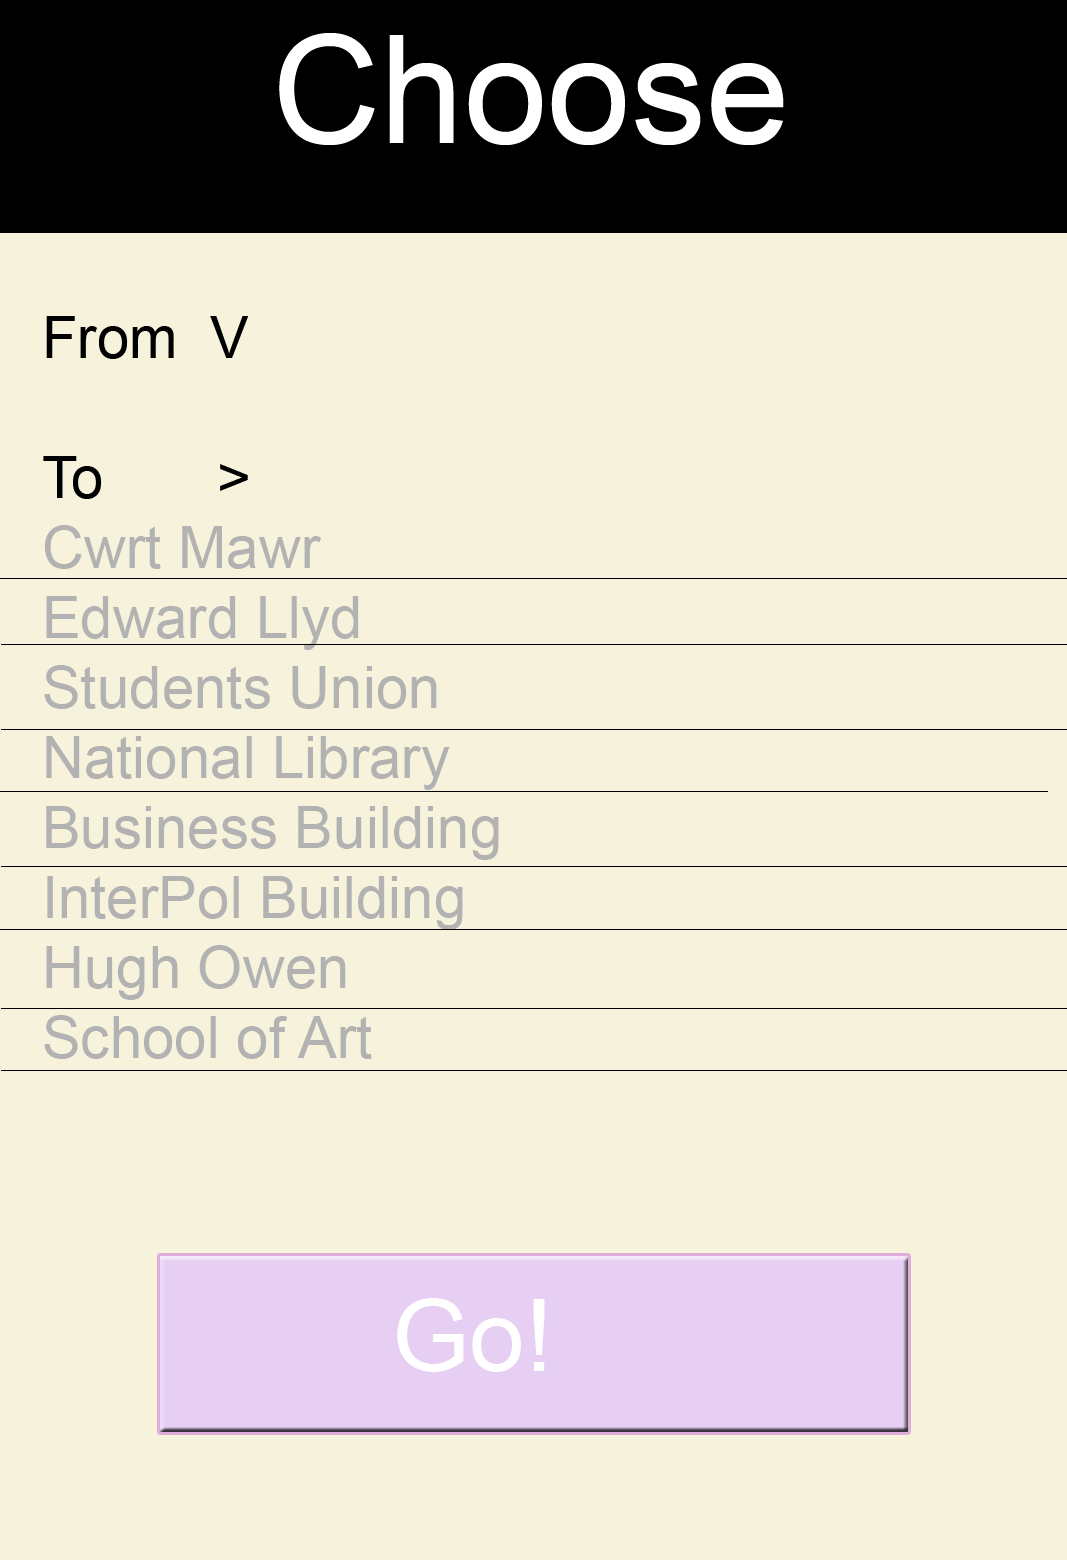 Choose
From V
To >
Cwrt Mawr
Edward Llyd
Students Union
National Library
Business Building
InterPol Building
Hugh Owen
School of Art
Go!